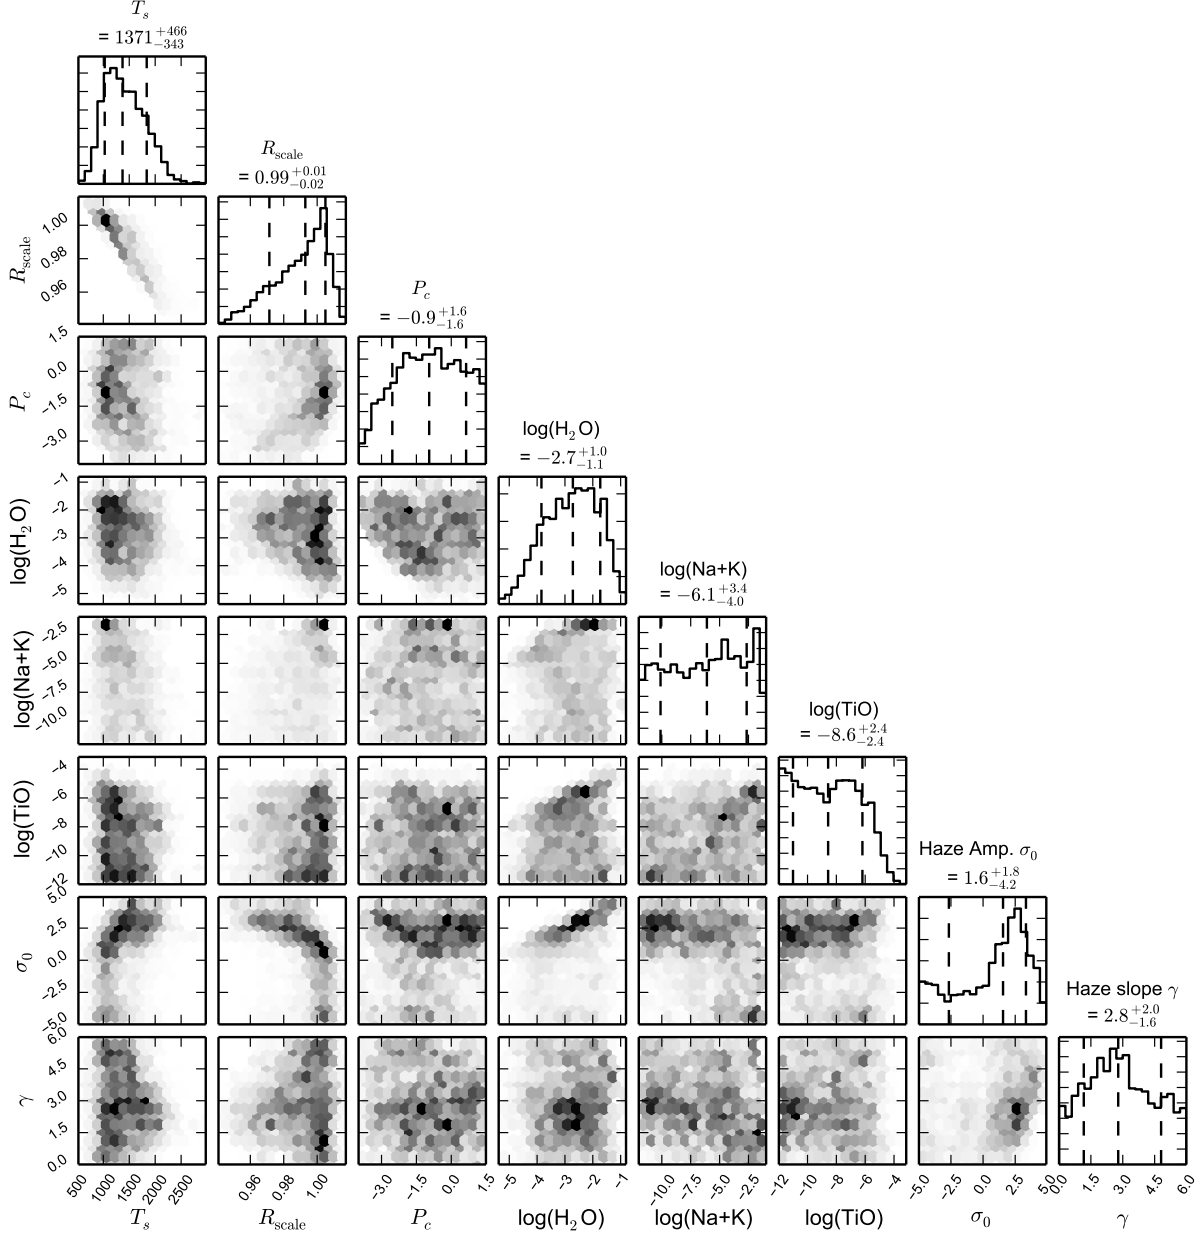 T_s
= 1371^{+466}_{-343}
R_scale
= 0.99^{+0.01}_{-0.02}
1.00
0.98
0.96
R_scale
P_c
= −0.9^{+1.6}_{-1.6}
1.5
0.0
−1.5
−3.0
P_c
log(H₂O)
= −2.7^{+1.0}_{-1.1}
−1
−2
−3
−4
−5
log(H₂O)
log(Na+K)
= −6.1^{+3.4}_{-4.0}
−2.5
−5.0
−7.5
−10.0
log(Na+K)
log(TiO)
= −8.6^{+2.4}_{-2.4}
−4
−6
−8
−10
−12
log(TiO)
Haze Amp. σ₀
= 1.6^{+1.8}_{-4.2}
5.0
2.5
0.0
−2.5
−5.0
σ₀
Haze slope γ
= 2.8^{+2.0}_{-1.6}
6.0
4.5
3.0
1.5
0.0
γ
500 1000 1500 2000 2500 0.96 0.98 1.00 −3.0 −1.5 0.0 1.5 −5 −4 −3 −2 −1 −10.0 −7.5 −5.0 −2.5 −12 −10 −8 −6 −4 −5.0 −2.5 0.0 2.5 5.0 0.0 1.5 3.0 4.5 6.0
T_s R_scale P_c log(H₂O) log(Na+K) log(TiO) σ₀ γ